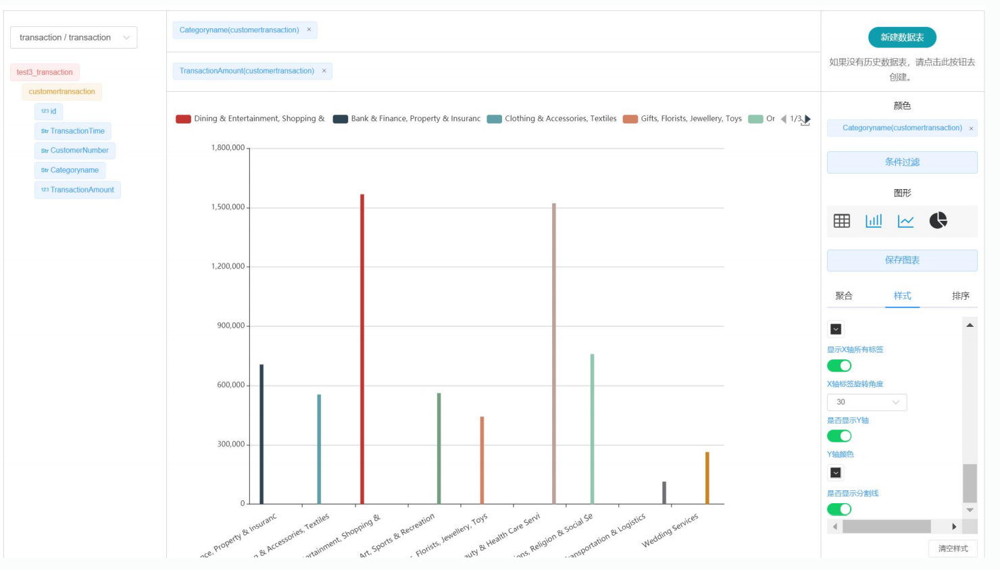 transaction / transaction
test3_transaction
customertransaction
123 id
Str TransactionTime
Str CustomerNumber
Str Categoryname
123 TransactionAmount
Categoryname(customertransaction) ×
TransactionAmount(customertransaction) ×
Dining & Entertainment, Shopping & Bank & Finance, Property & Insuranc Clothing & Accessories, Textiles Gifts, Florists, Jewellery, Toys Or 1/3
1,800,000
1,500,000
1,200,000
900,000
600,000
300,000
0
ce, Property & Insuranc
g & Accessories, Textiles
ertainment, Shopping &
Art, Sports & Recreation
s, Florists, Jewellery, Toys
auty & Health Care Servi
ons, Religion & Social Se
ansportation & Logistics
Wedding Services
新建数据表
如果没有历史数据表，请点击此按钮去
创建。
颜色
Categoryname(customertransaction) ×
条件过滤
图形
保存图表
聚合 样式 排序
显示X轴所有标签
X轴标签旋转角度
30
是否显示Y轴
Y轴颜色
是否显示分割线
清空样式